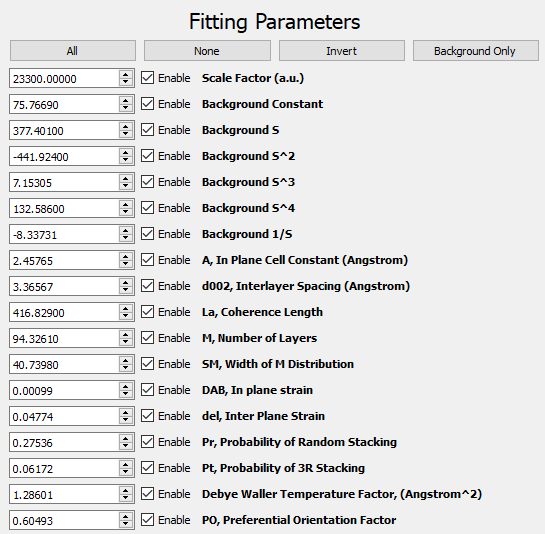 Fitting Parameters
All None Invert Background Only
23300.00000 Enable Scale Factor (a.u.)
75.76690 Enable Background Constant
377.40100 Enable Background S
-441.92400 Enable Background S^2
7.15305 Enable Background S^3
132.58600 Enable Background S^4
-8.33731 Enable Background 1/S
2.45765 Enable A, In Plane Cell Constant (Angstrom)
3.36567 Enable d002, Interlayer Spacing (Angstrom)
416.82900 Enable La, Coherence Length
94.32610 Enable M, Number of Layers
40.73980 Enable SM, Width of M Distribution
0.00099 Enable DAB, In plane strain
0.04774 Enable del, Inter Plane Strain
0.27536 Enable Pr, Probability of Random Stacking
0.06172 Enable Pt, Probability of 3R Stacking
1.28601 Enable Debye Waller Temperature Factor, (Angstrom^2)
0.60493 Enable PO, Preferential Orientation Factor